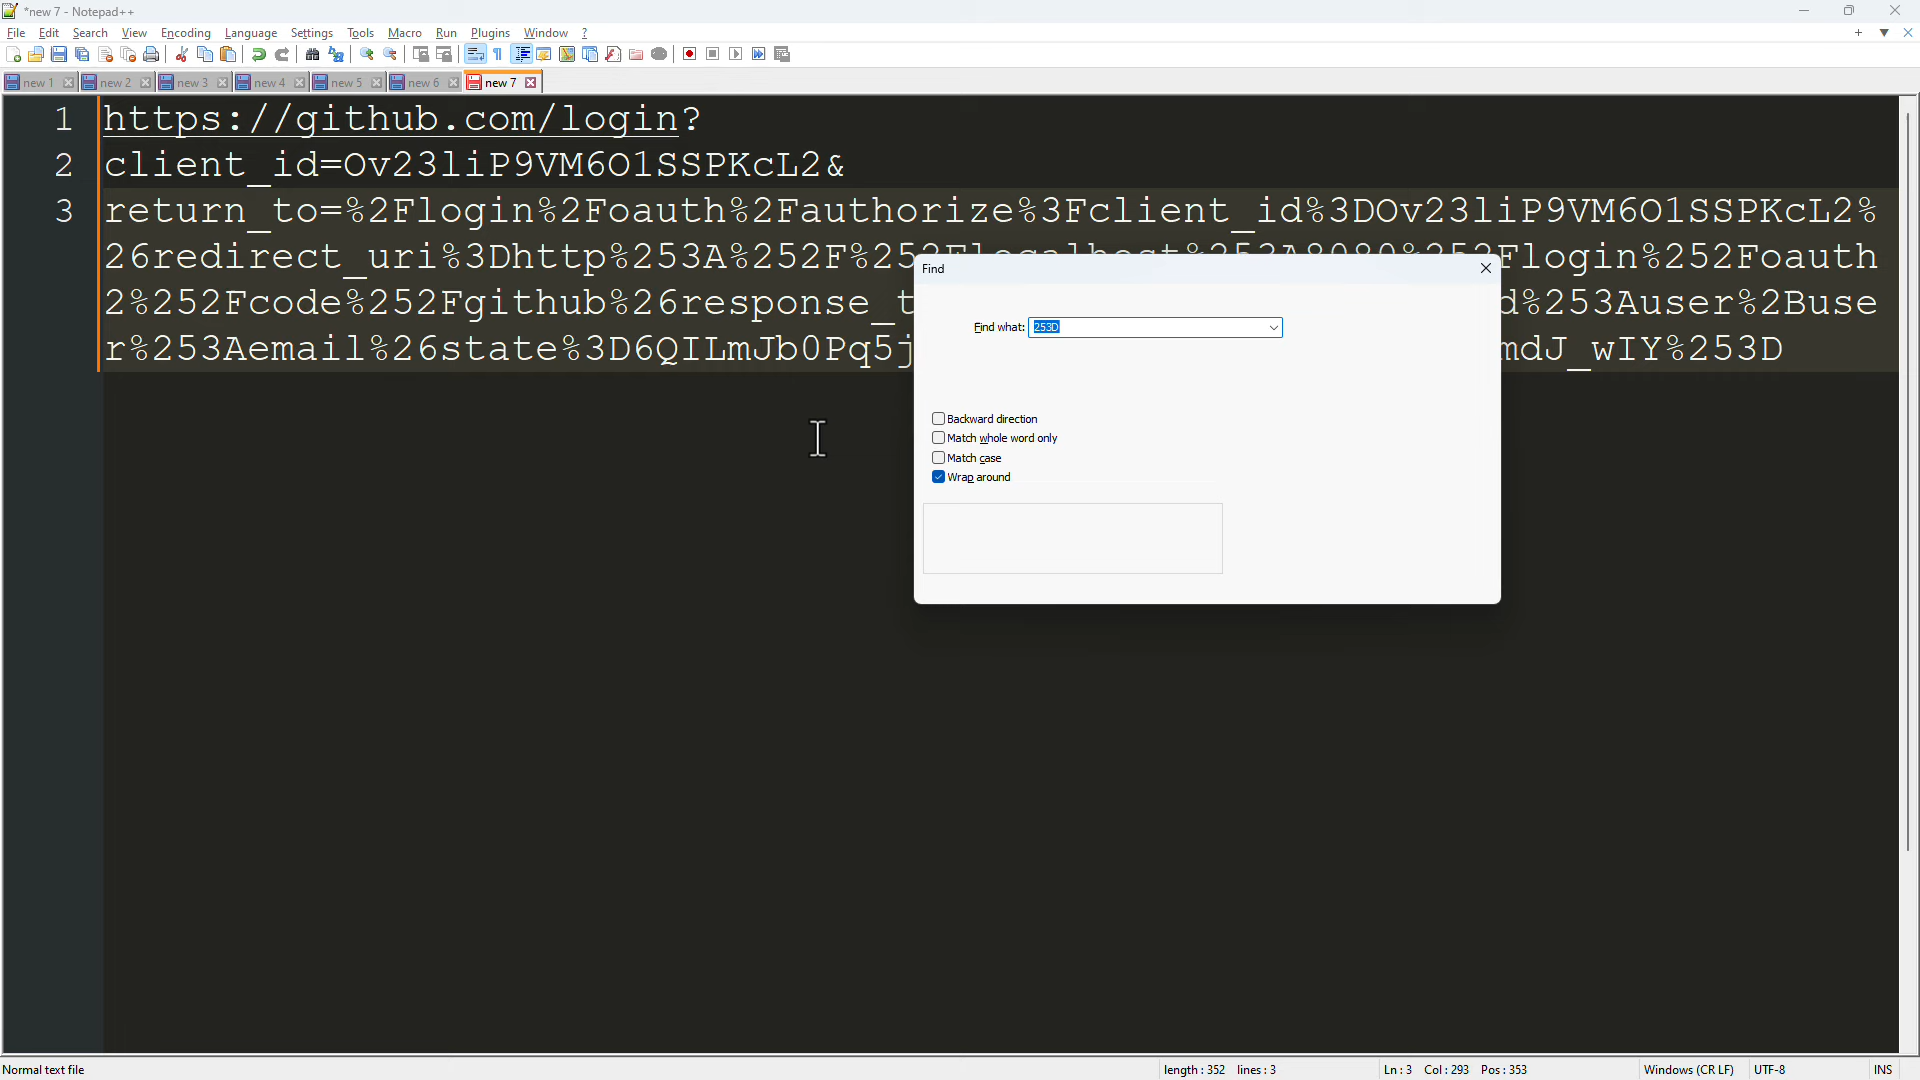 *new 7 - Notepad++
File Edit Search View Encoding Language Settings Tools Macro Run Plugins Window ?
new 1 new 2 new 3 new 4 new 5 new 6 new 7
1 https://github.com/login?
2 client_id=Ov23liP9VM6O1SSPKcL2&
3 return_to=%2Flogin%2Foauth%2Fauthorize%3Fclient_id%3DOv23liP9VM6O1SSPKcL2%
26redirect_uri%3Dhttp%253A%252F%252Flocalhost%253A8080%252Flogin%252Foauth
2%252Fcode%252Fgithub%26response_t d%253Auser%2Buse
r%253Aemail%26state%3D6QILmJb0Pq5j mdJ_wIY%253D
Find
Find what: 253D
Backward direction
Match whole word only
Match case
Wrap around
Normal text file length : 352 lines : 3 Ln : 3 Col : 293 Pos : 353 Windows (CR LF) UTF-8 INS